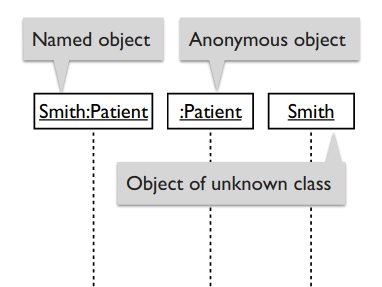 Named object
Anonymous object
Smith:Patient
:Patient
Smith
Object of unknown class